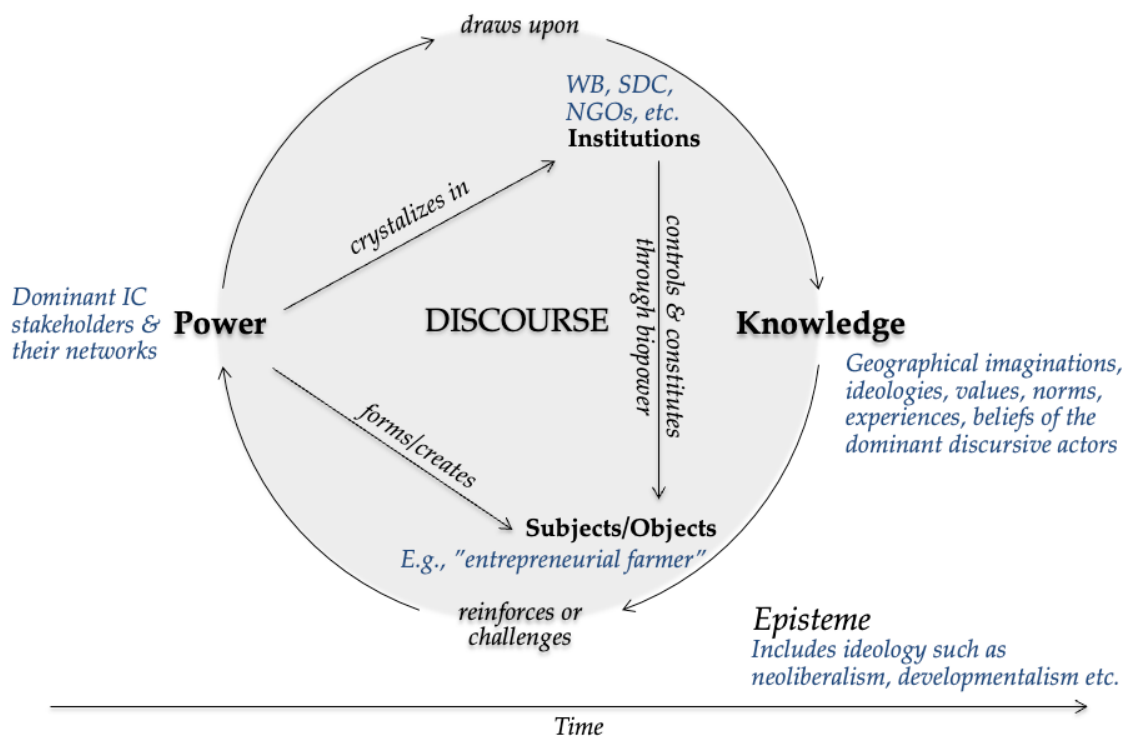 draws upon
WB, SDC,
NGOs, etc.
Institutions
crystalizes in
controls & constitutes
through biopower
Dominant IC
stakeholders &
their networks
Power
DISCOURSE
Knowledge
Geographical imaginations,
ideologies, values, norms,
experiences, beliefs of the
dominant discursive actors
forms/creates
Subjects/Objects
E.g., ”entrepreneurial farmer”
reinforces or
challenges
Episteme
Includes ideology such as
neoliberalism, developmentalism etc.
Time